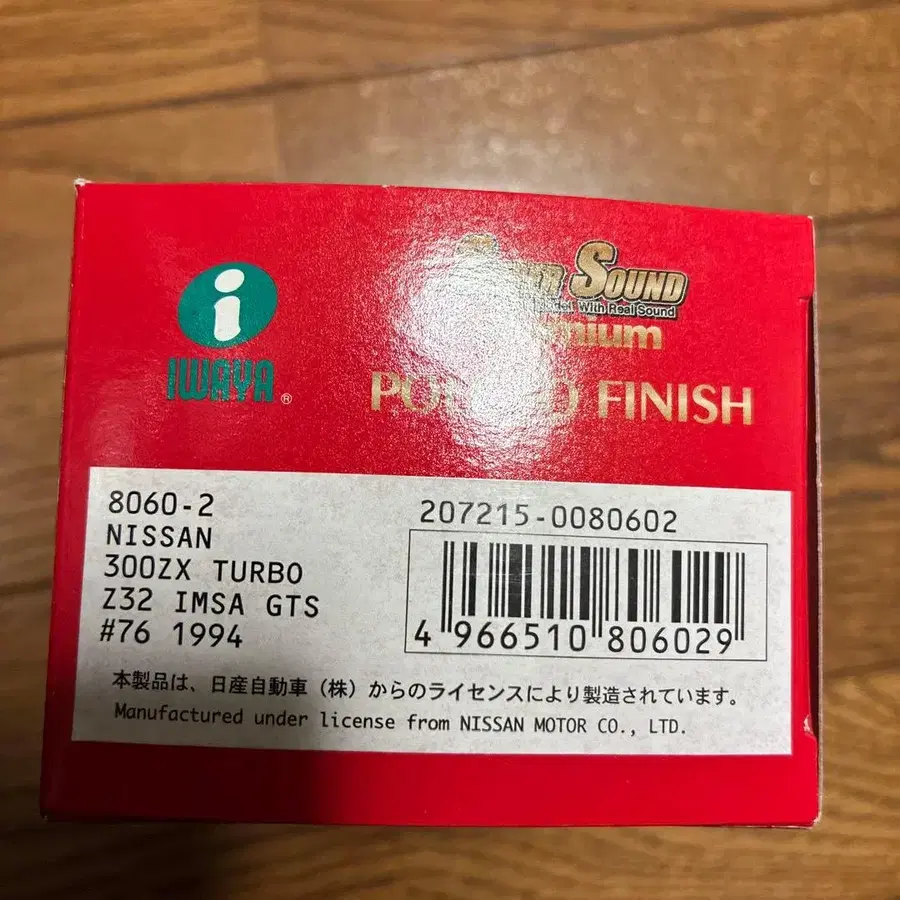 IWAYA®
SOUND
With Real Sound
FINISH
8060-2
NISSAN
300ZX TURBO
Z32 IMSA GTS
#76 1994
207215-0080602
4 966510 806029
本製品は、日産自動車（株）からのライセンスにより製造されています。
Manufactured under license from NISSAN MOTOR CO., LTD.